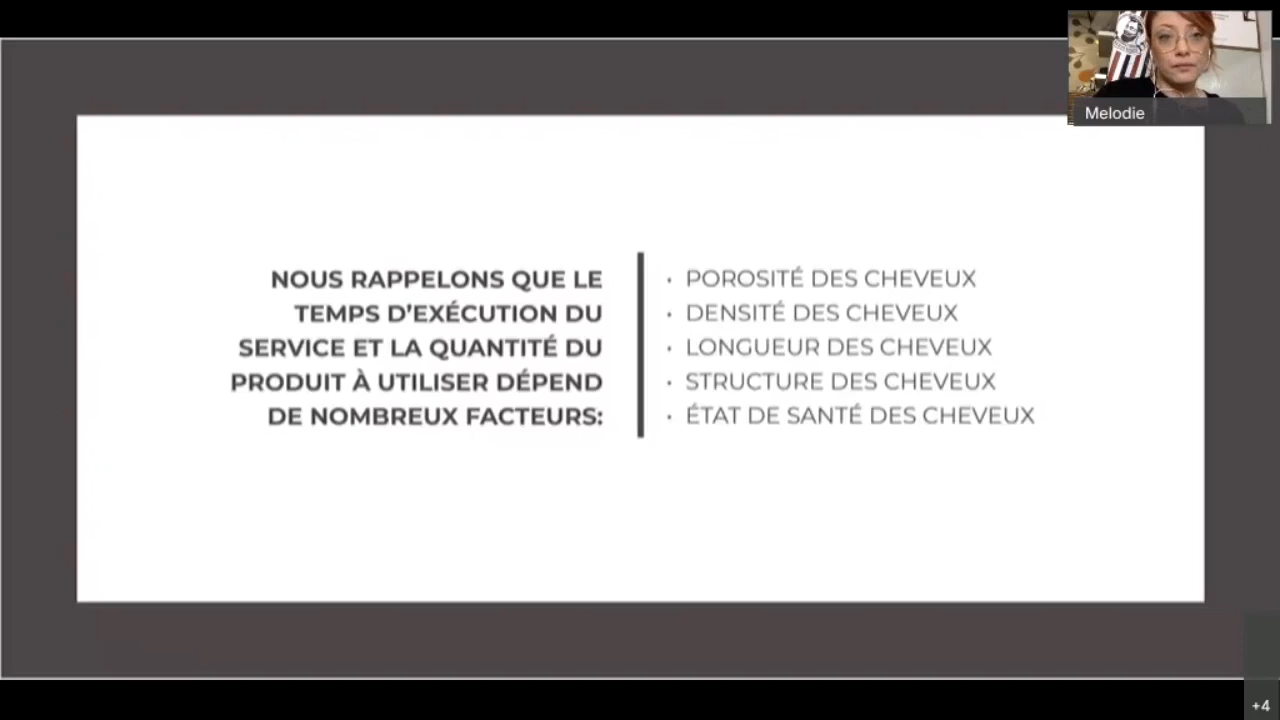 Melodie
NOUS RAPPELONS QUE LE
TEMPS D'EXÉCUTION DU
SERVICE ET LA QUANTITÉ DU
PRODUIT À UTILISER DÉPEND
DE NOMBREUX FACTEURS:
• POROSITÉ DES CHEVEUX
• DENSITÉ DES CHEVEUX
• LONGUEUR DES CHEVEUX
• STRUCTURE DES CHEVEUX
• ÉTAT DE SANTÉ DES CHEVEUX
+4